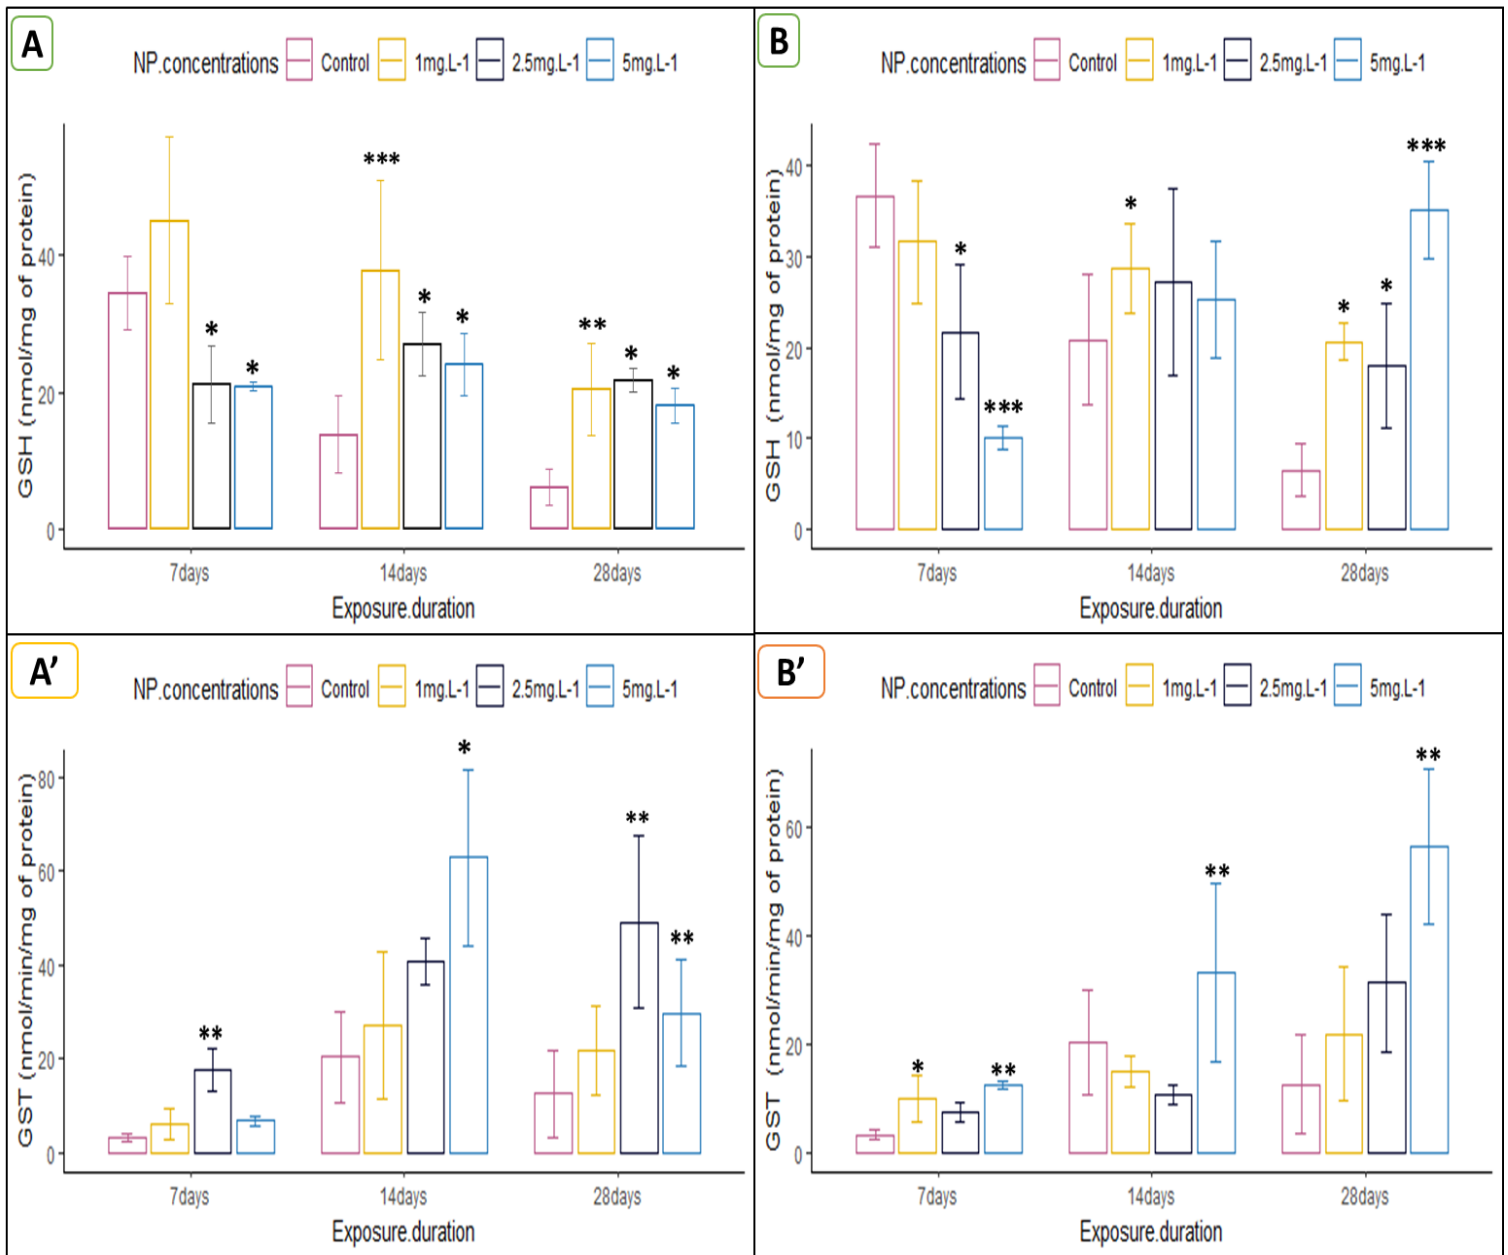 A
NP.concentrations Control 1mg.L-1 2.5mg.L-1 5mg.L-1
GSH (nmol/mg of protein)
40
20
0
*
*
***
*
*
**
*
*
7days 14days 28days
Exposure.duration
B
NP.concentrations Control 1mg.L-1 2.5mg.L-1 5mg.L-1
GSH (nmol/mg of protein)
40
30
20
10
0
*
***
*
*
*
***
7days 14days 28days
Exposure.duration
A’
NP.concentrations Control 1mg.L-1 2.5mg.L-1 5mg.L-1
GST (nmol/min/mg of protein)
80
60
40
20
0
**
*
**
**
7days 14days 28days
Exposure.duration
B’
NP.concentrations Control 1mg.L-1 2.5mg.L-1 5mg.L-1
GST (nmol/min/mg of protein)
60
40
20
0
*
**
**
**
7days 14days 28days
Exposure.duration